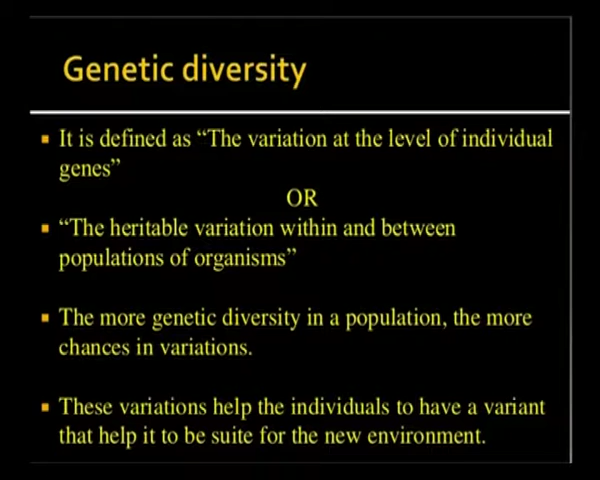 Genetic diversity
It is defined as “The variation at the level of individual
genes”
OR
“The heritable variation within and between
populations of organisms”
The more genetic diversity in a population, the more
chances in variations.
These variations help the individuals to have a variant
that help it to be suite for the new environment.